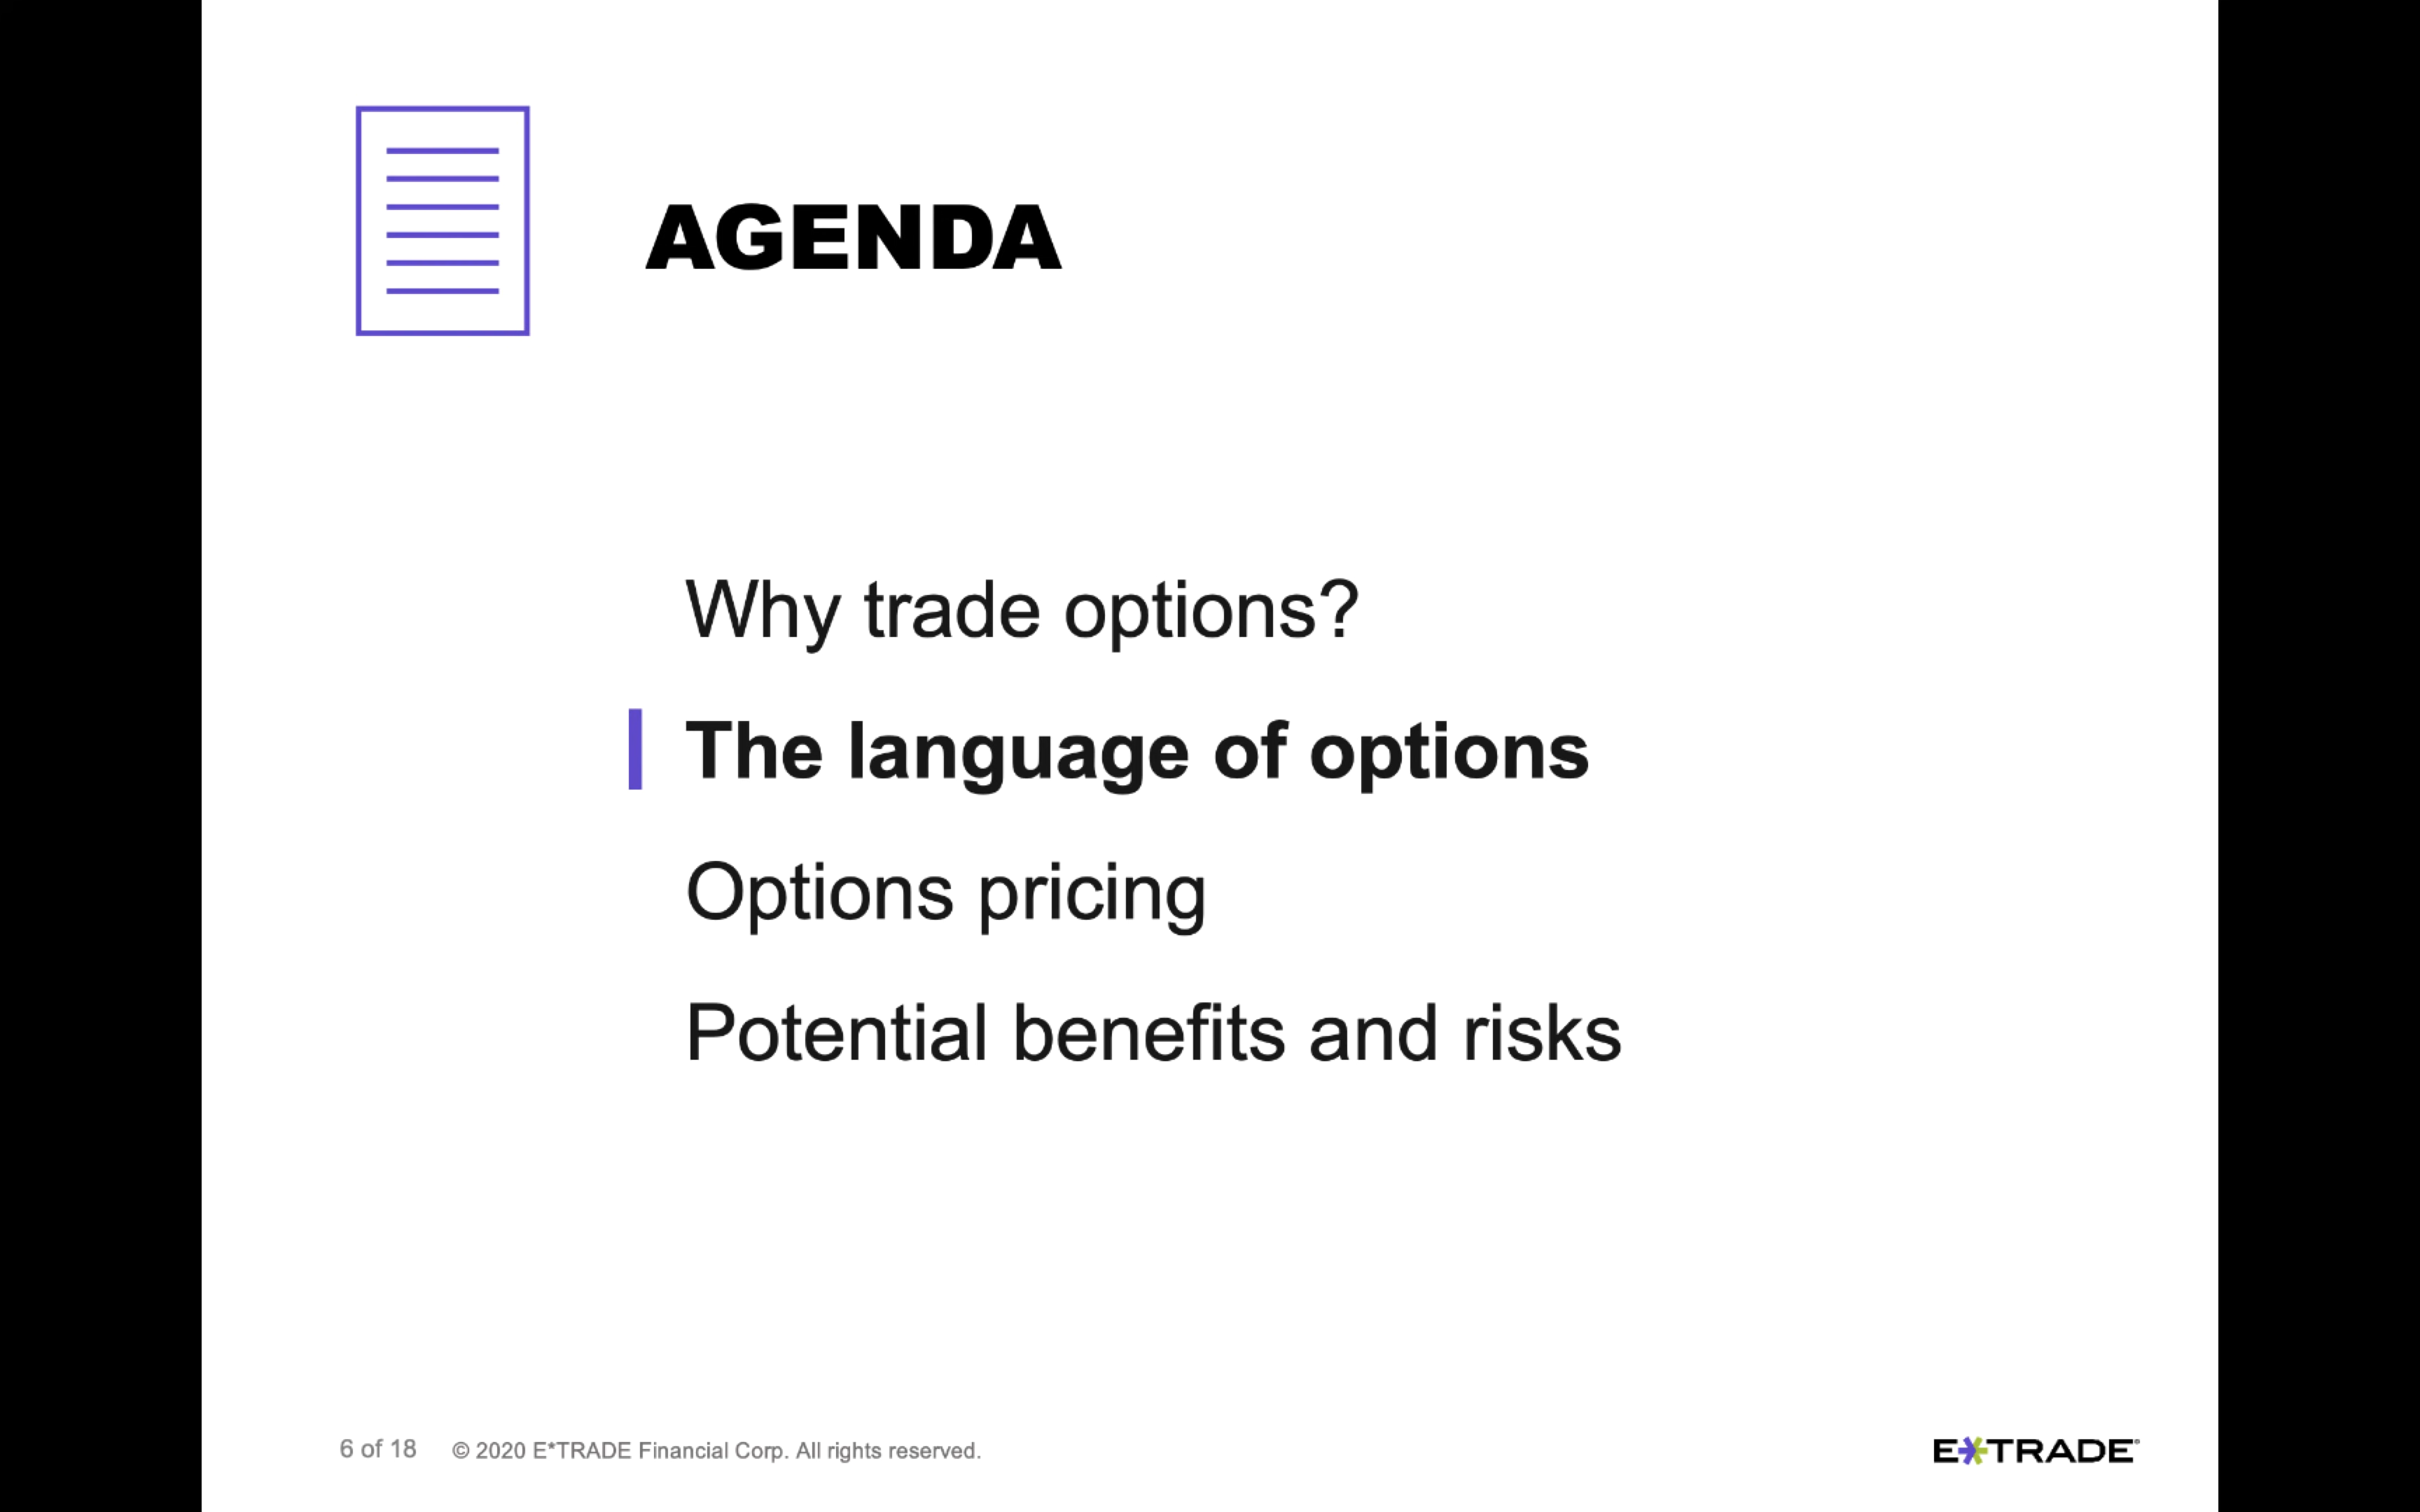 AGENDA
Why trade options?
The language of options
Options pricing
Potential benefits and risks
6 of 18 © 2020 E*TRADE Financial Corp. All rights reserved.
E*TRADE®